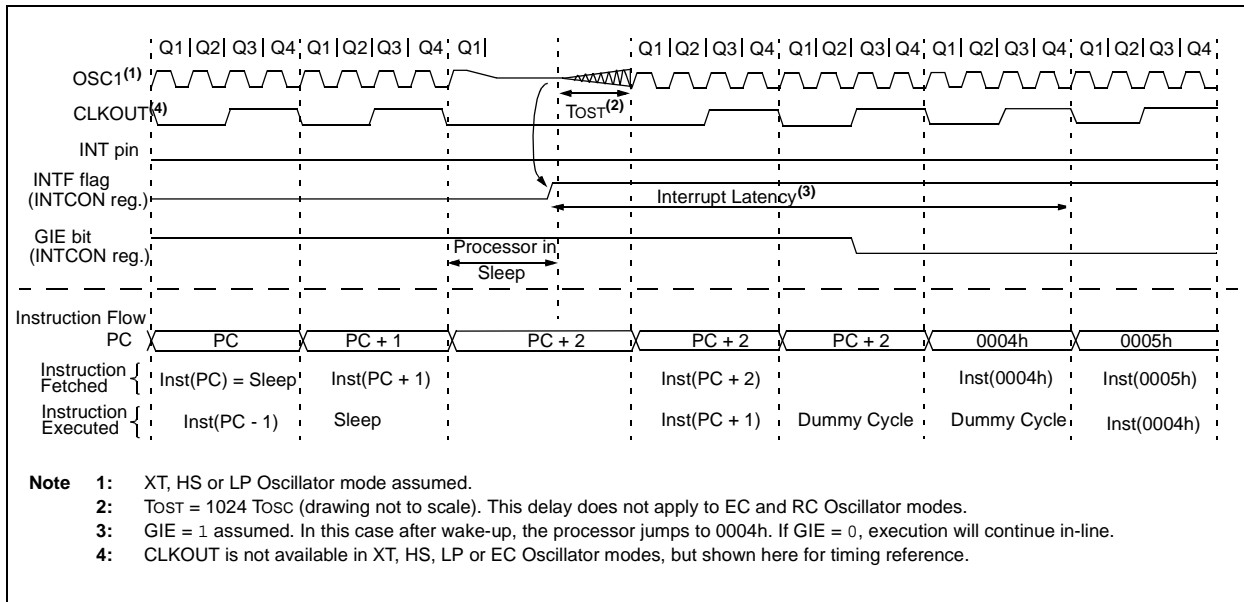 Q1 | Q2 | Q3 | Q4 Q1 | Q2 | Q3 | Q4 Q1 | Q1 | Q2 | Q3 | Q4 Q1 | Q2 | Q3 | Q4 Q1 | Q2 | Q3 | Q4 Q1 | Q2 | Q3 | Q4
OSC1(1)
TOST(2)
CLKOUT(4)
INT pin
INTF flag
(INTCON reg.)
Interrupt Latency(3)
GIE bit
(INTCON reg.)
Processor in
Sleep
Instruction Flow
PC PC PC + 1 PC + 2 PC + 2 PC + 2 0004h 0005h
Instruction
Fetched { Inst(PC) = Sleep Inst(PC + 1) Inst(PC + 2) Inst(0004h) Inst(0005h)
Instruction
Executed { Inst(PC - 1) Sleep Inst(PC + 1) Dummy Cycle Dummy Cycle Inst(0004h)
Note 1: XT, HS or LP Oscillator mode assumed.
2: TOST = 1024 TOSC (drawing not to scale). This delay does not apply to EC and RC Oscillator modes.
3: GIE = 1 assumed. In this case after wake-up, the processor jumps to 0004h. If GIE = 0, execution will continue in-line.
4: CLKOUT is not available in XT, HS, LP or EC Oscillator modes, but shown here for timing reference.